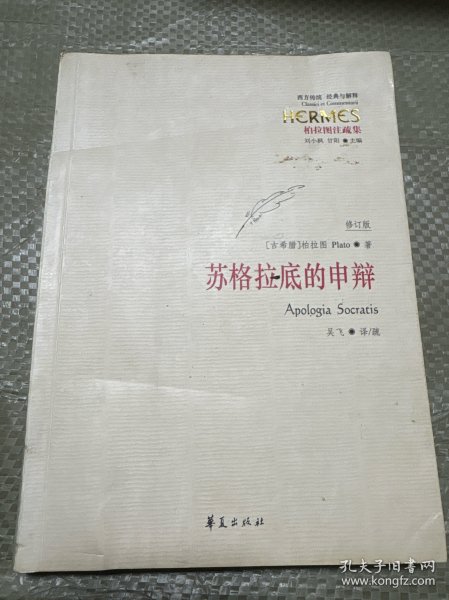 西方传统 经典与解释
Classici et Commentarii
HERMES
柏拉图注疏集
刘小枫 甘阳 ◉ 主编
修订版
[古希腊]柏拉图 Plato ◉ 著
苏格拉底的申辩
Apologia Socratis
吴飞 ◉ 译/疏
华夏出版社
孔夫子旧书网
www.kongfz.com